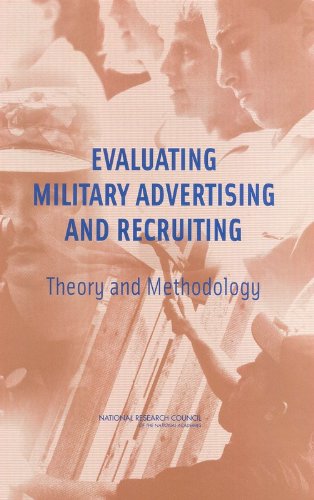 EVALUATING
MILITARY ADVERTISING
AND RECRUITING
Theory and Methodology
NATIONAL RESEARCH COUNCIL
OF THE NATIONAL ACADEMIES